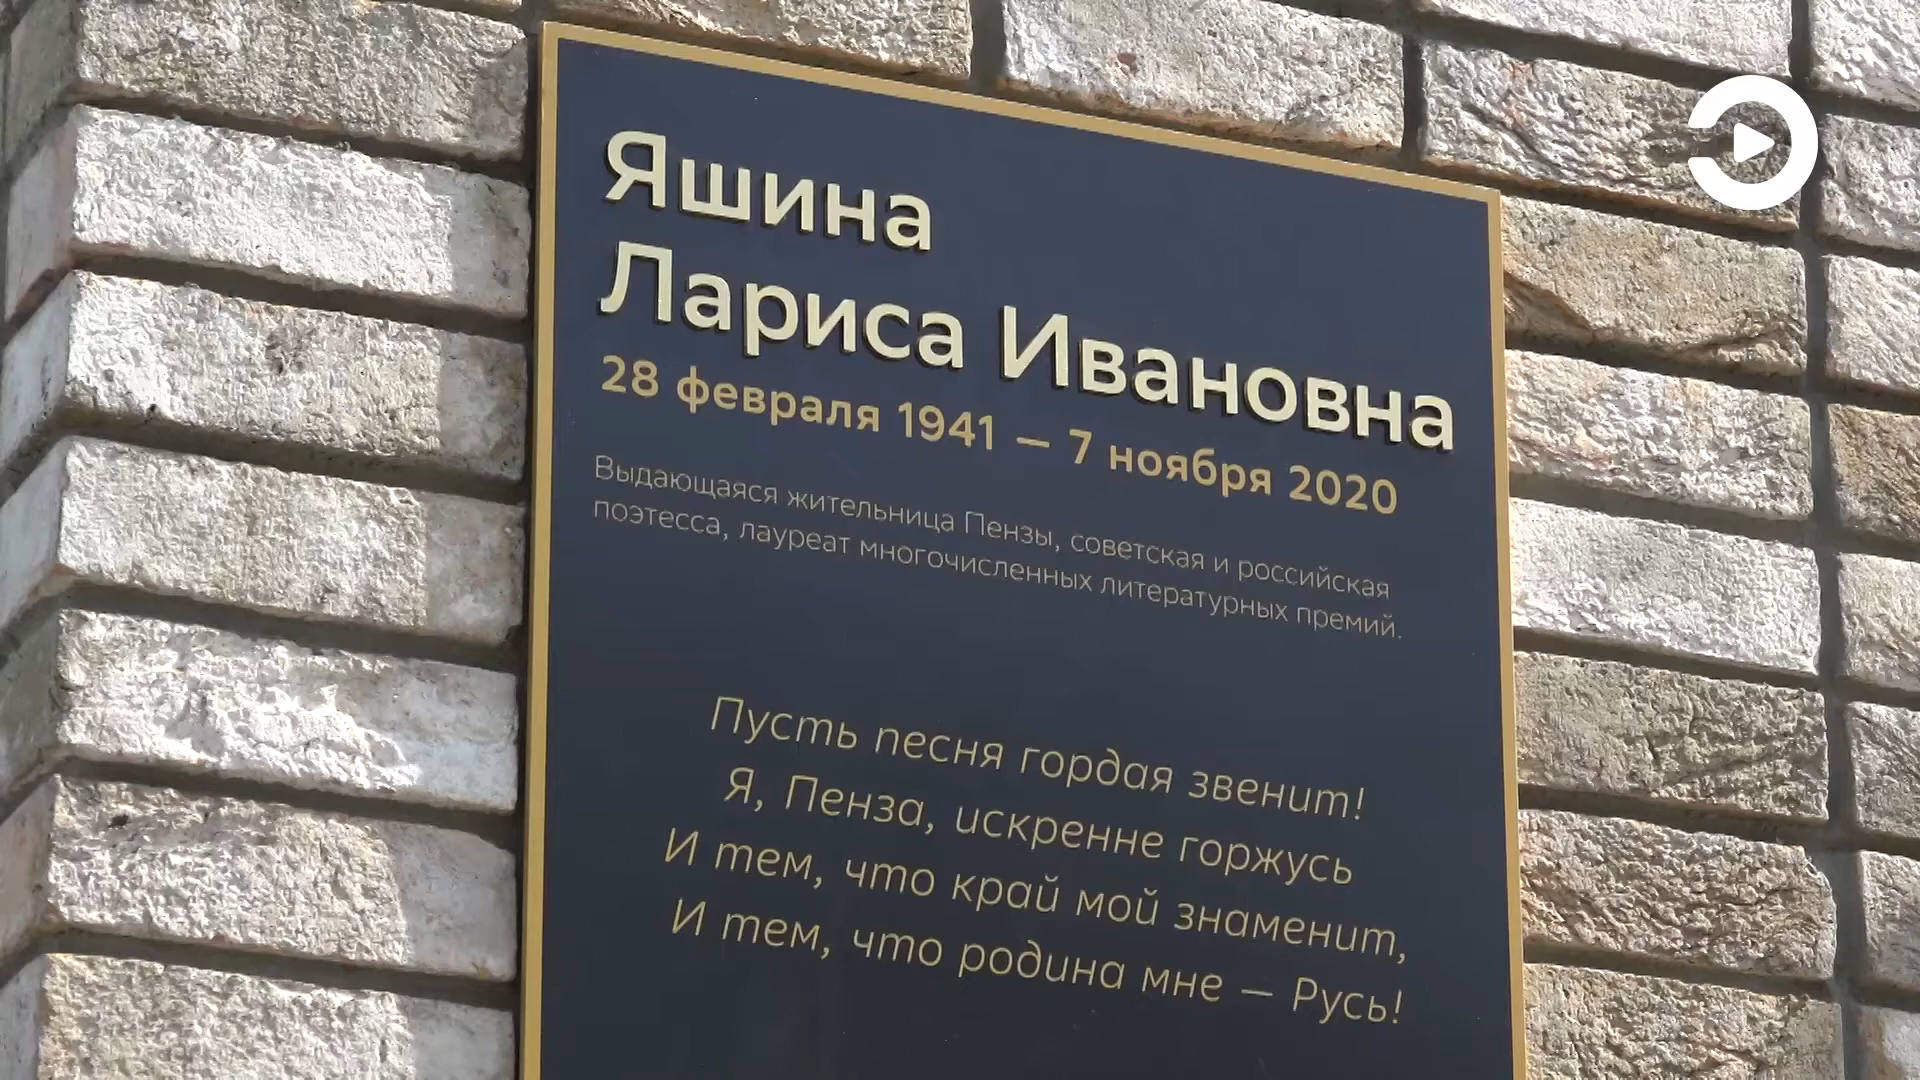 Яшина
Лариса Ивановна
28 февраля 1941 — 7 ноября 2020
Выдающаяся жительница Пензы, советская и российская
поэтесса, лауреат многочисленных литературных премий.
Пусть песня гордая звенит!
Я, Пенза, искренне горжусь
И тем, что край мой знаменит,
И тем, что родина мне — Русь!